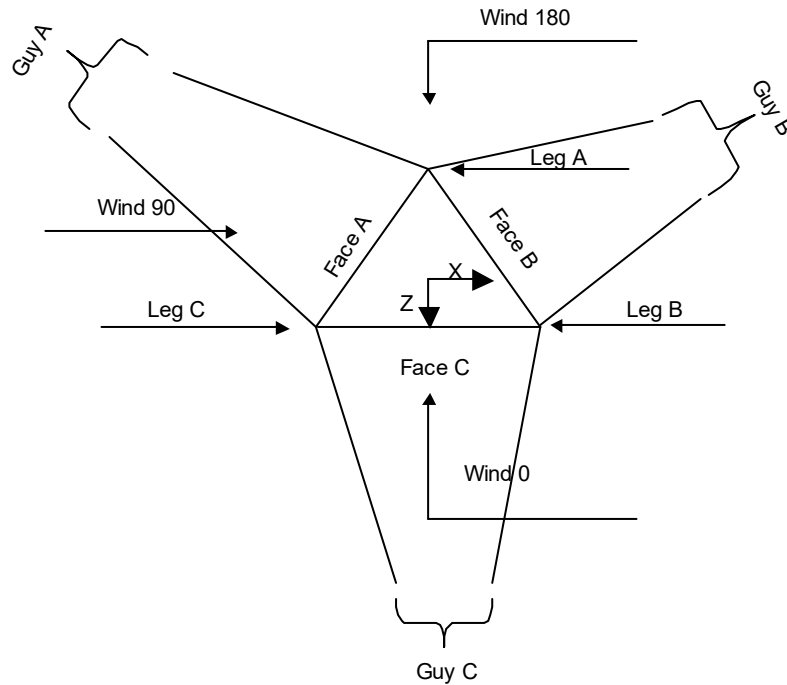 Wind 180
Guy A
Guy B
Leg A
Wind 90
Face A
Face B
X
Z
Leg C
Leg B
Face C
Wind 0
Guy C